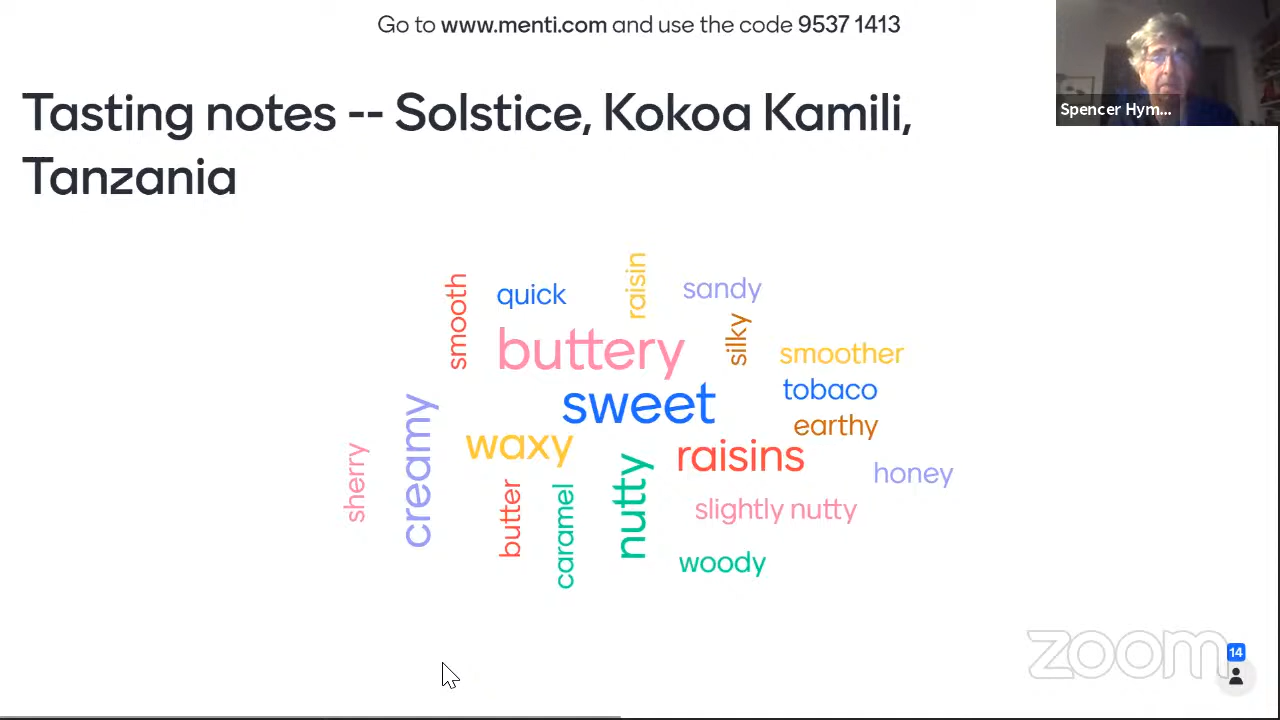 Go to www.menti.com and use the code 9537 1413
Spencer Hym...
Tasting notes -- Solstice, Kokoa Kamili,
Tanzania
smooth
quick
raisin
sandy
buttery
silky
smoother
sweet
tobaco
earthy
creamy
waxy
raisins
sherry
honey
butter
caramel
nutty
slightly nutty
woody
zoom
14